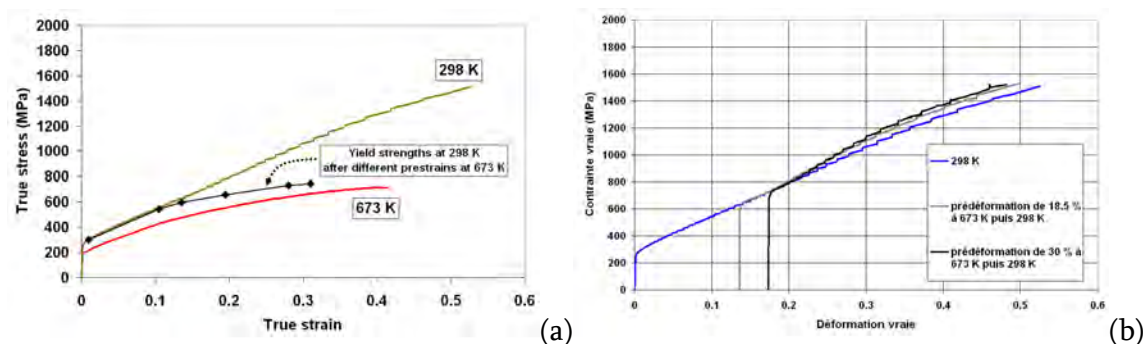 2000
1800
1600
1400
1200
1000
800
600
400
200
0
True stress (MPa)
298 K
Yield strengths at 298 K
after different prestrains at 673 K
673 K
0 0.1 0.2 0.3 0.4 0.5 0.6
True strain
(a)
2000
1800
1600
1400
1200
1000
800
600
400
200
0
Contrainte vraie (MPa)
298 K
prédéformation de 18.5 %
à 673 K puis 298 K
prédéformation de 30 % à
673 K puis 298 K
0 0.1 0.2 0.3 0.4 0.5 0.6
Déformation vraie
(b)